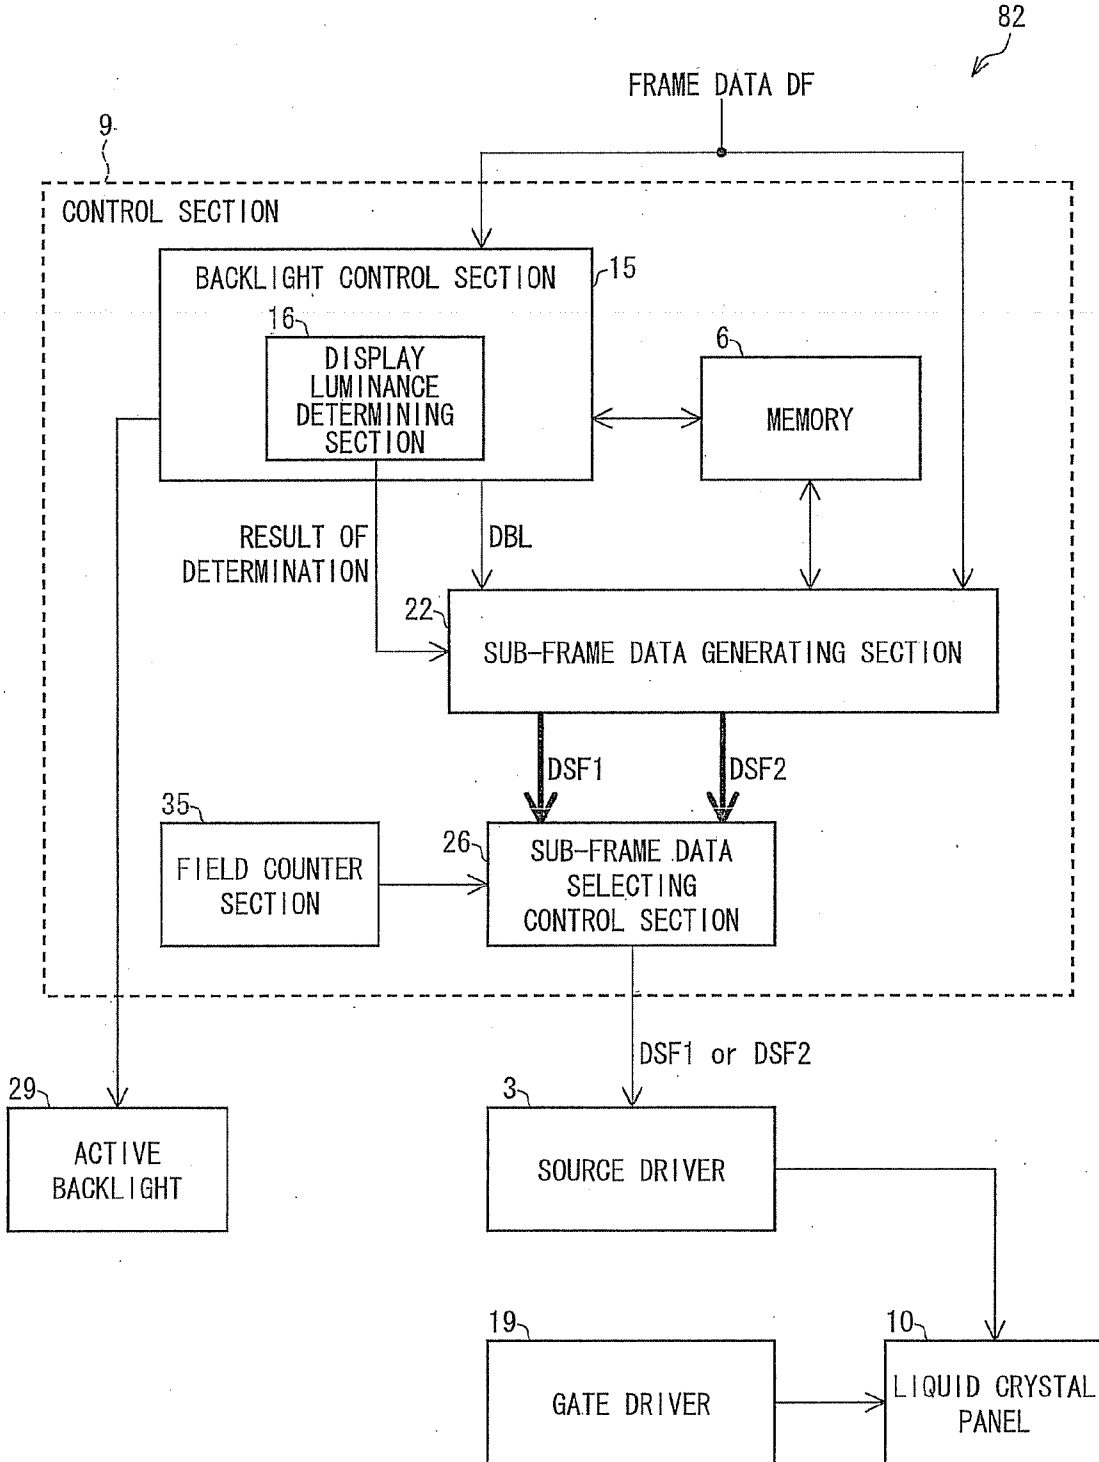 82
FRAME DATA DF
9
CONTROL SECTION
BACKLIGHT CONTROL SECTION
15
16
DISPLAY
LUMINANCE
DETERMINING
SECTION
6
MEMORY
RESULT OF
DETERMINATION
DBL
22
SUB-FRAME DATA GENERATING SECTION
DSF1
DSF2
35
FIELD COUNTER
SECTION
26
SUB-FRAME DATA
SELECTING
CONTROL SECTION
DSF1 or DSF2
29
ACTIVE
BACKLIGHT
3
SOURCE DRIVER
19
GATE DRIVER
10
LIQUID CRYSTAL
PANEL